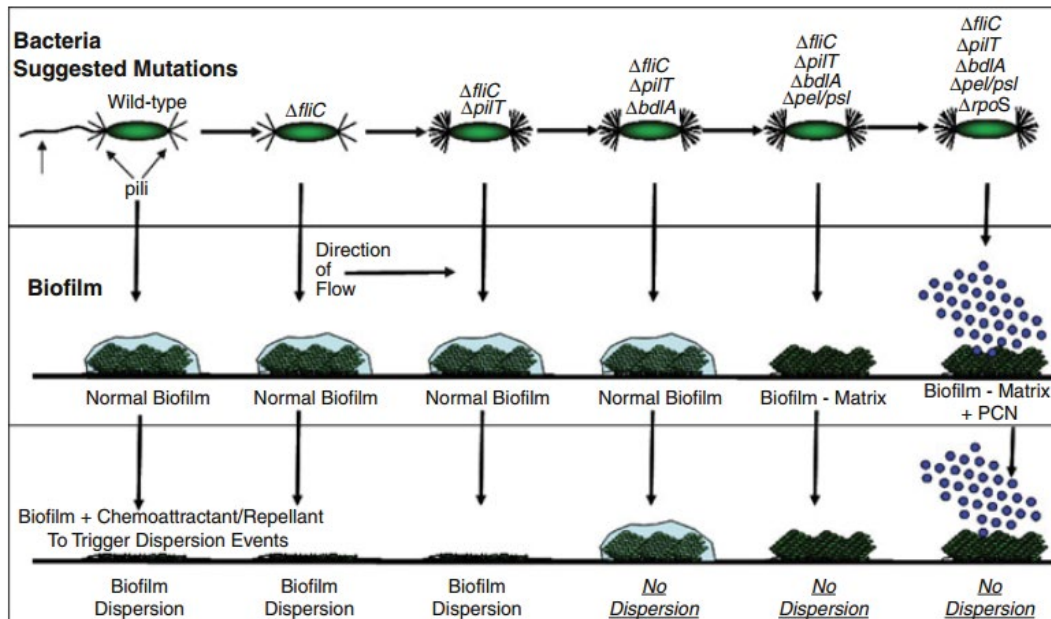 Bacteria
Suggested Mutations
Wild-type
pili
ΔfliC
ΔfliC
ΔpilT
ΔfliC
ΔpilT
ΔbdlA
ΔfliC
ΔpilT
ΔbdlA
Δpel/psl
ΔfliC
ΔpilT
ΔbdlA
Δpel/psl
ΔrpoS
Biofilm
Direction
of
Flow
Normal Biofilm
Normal Biofilm
Normal Biofilm
Normal Biofilm
Biofilm - Matrix
Biofilm - Matrix
+ PCN
Biofilm + Chemoattractant/Repellant
To Trigger Dispersion Events
Biofilm
Dispersion
Biofilm
Dispersion
Biofilm
Dispersion
No
Dispersion
No
Dispersion
No
Dispersion